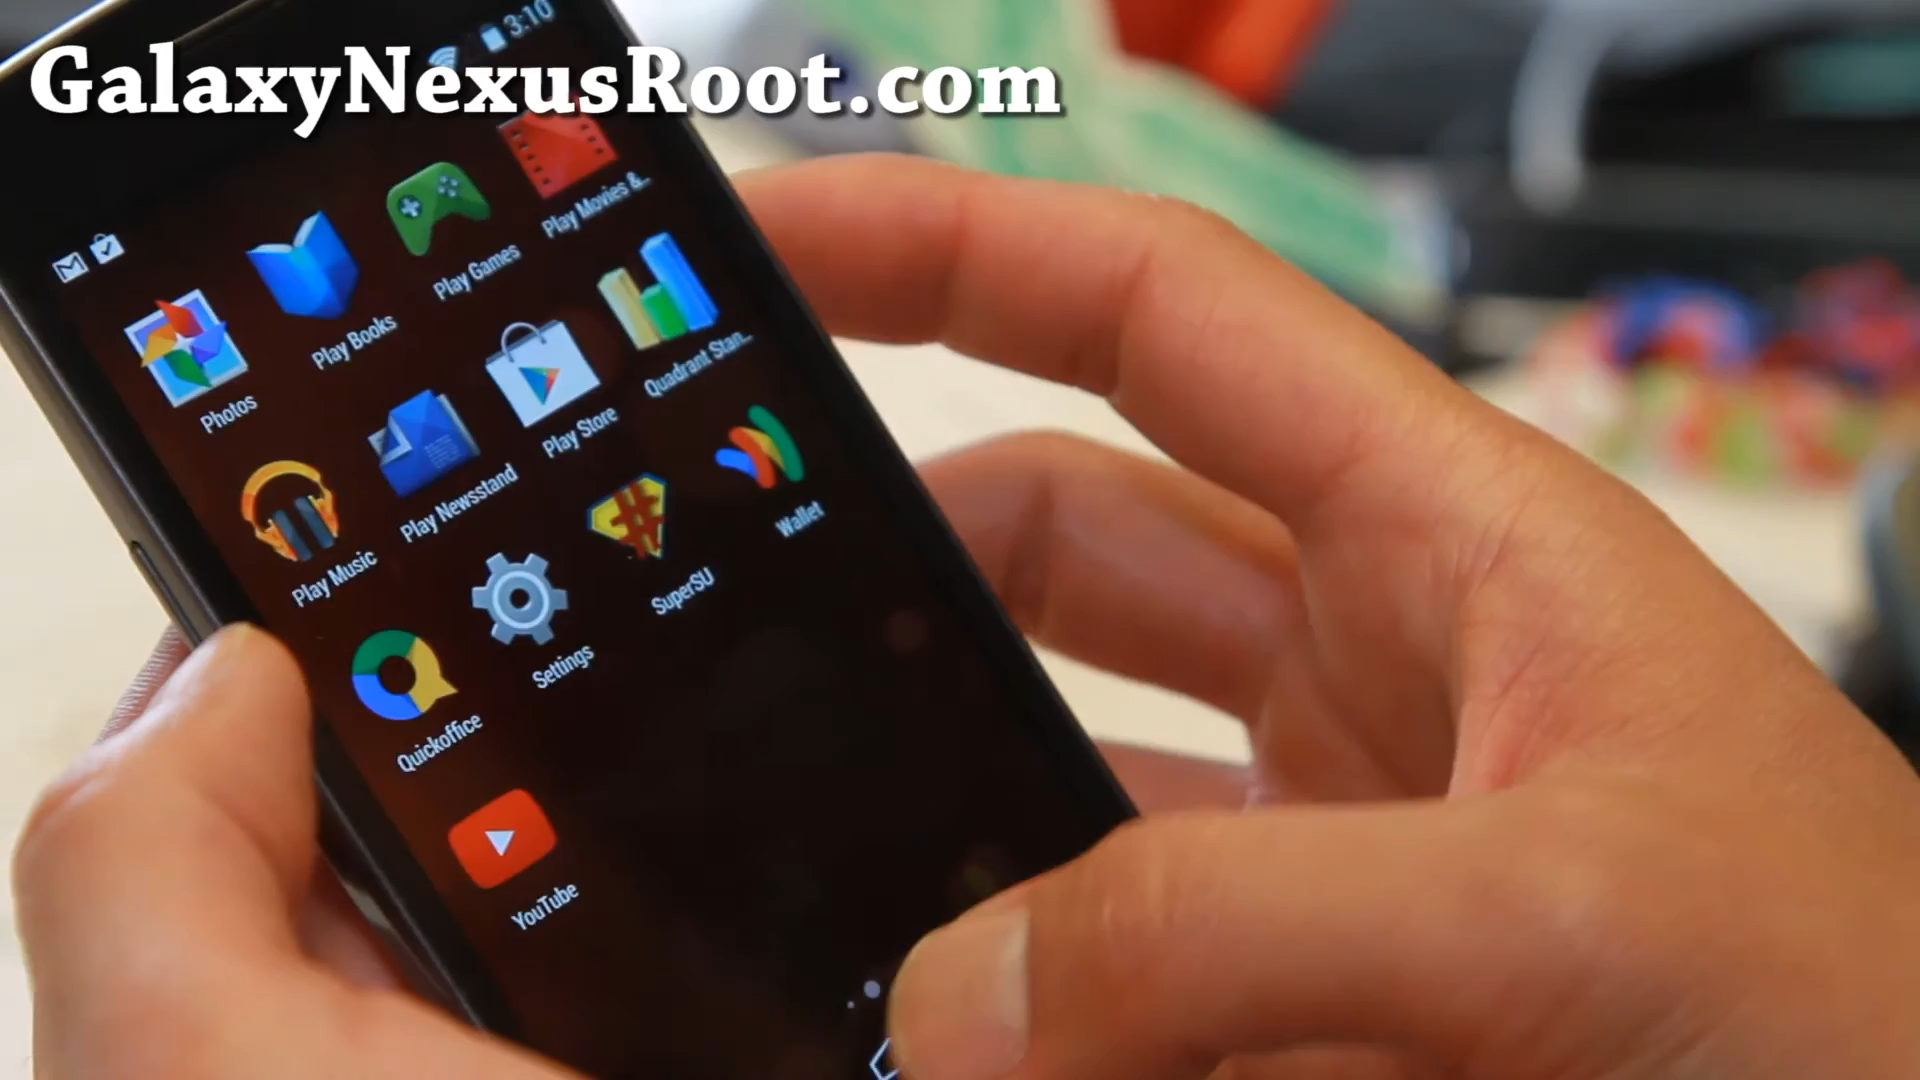 GalaxyNexusRoot.com
3:10
Photos
Play Books
Play Games
Play Movies &..
Play Music
Play Newsstand
Play Store
Quadrant Stan..
Quickoffice
Settings
SuperSU
Wallet
YouTube